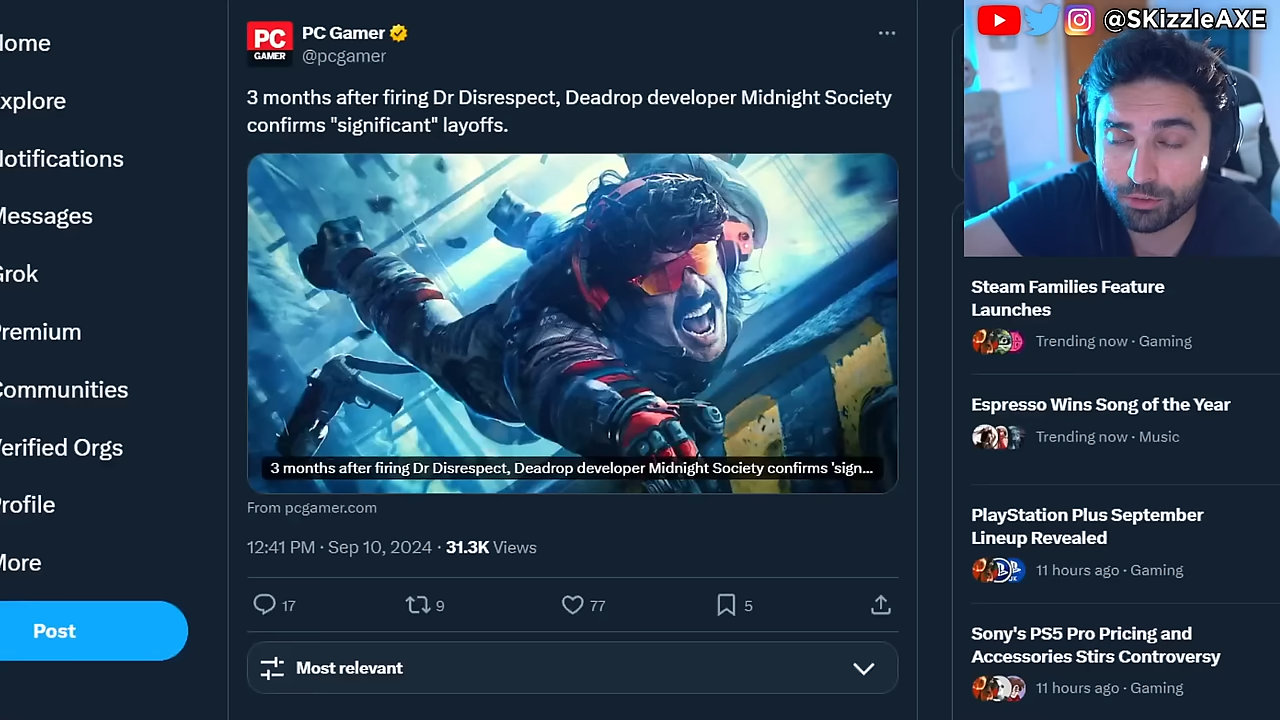 ome
xplore
otifications
essages
rok
remium
ommunities
erified Orgs
rofile
ore
Post
PC
GAMER
PC Gamer
@pcgamer
3 months after firing Dr Disrespect, Deadrop developer Midnight Society
confirms "significant" layoffs.
3 months after firing Dr Disrespect, Deadrop developer Midnight Society confirms 'sign...
From pcgamer.com
12:41 PM · Sep 10, 2024 · 31.3K Views
17
9
77
5
Most relevant
@SKizzleAXE
Steam Families Feature
Launches
Trending now · Gaming
Espresso Wins Song of the Year
Trending now · Music
PlayStation Plus September
Lineup Revealed
11 hours ago · Gaming
Sony's PS5 Pro Pricing and
Accessories Stirs Controversy
11 hours ago · Gaming